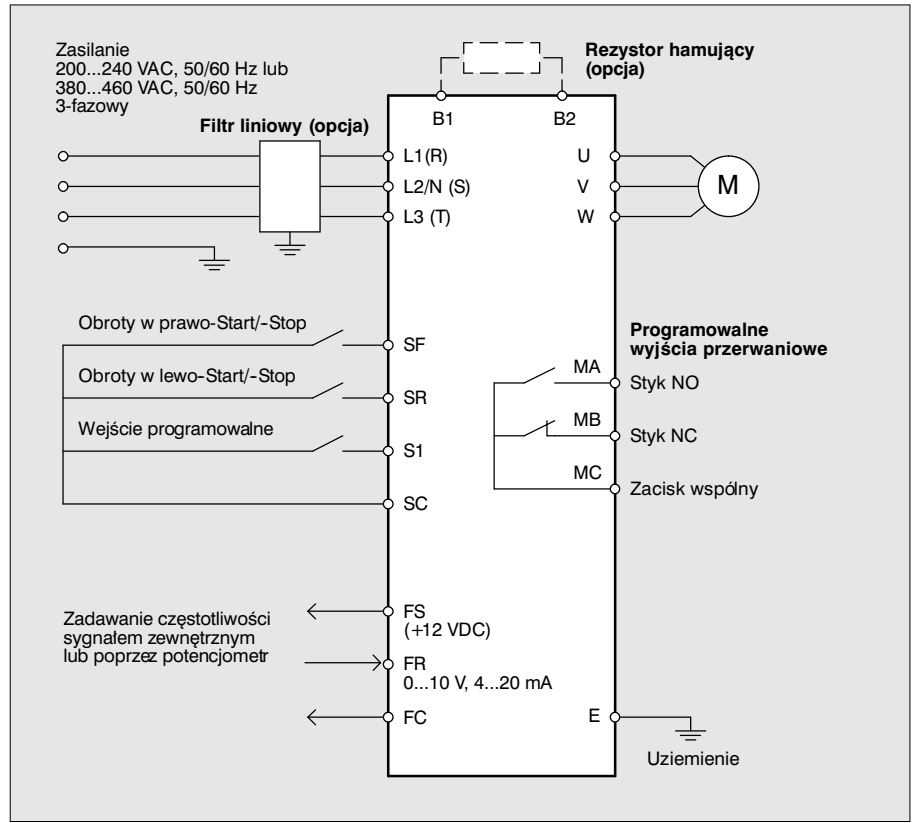 Zasilanie
200...240 VAC, 50/60 Hz lub
380...460 VAC, 50/60 Hz
3-fazowy
Rezystor hamujący
(opcja)
Filtr liniowy (opcja)
B1
B2
L1(R)
L2/N (S)
L3 (T)
U
V
W
M
Obroty w prawo-Start/-Stop
SF
Obroty w lewo-Start/-Stop
SR
Wejście programowalne
S1
SC
Programowalne
wyjścia przerwaniowe
MA
Styk NO
MB
Styk NC
MC
Zacisk wspólny
Zadawanie częstotliwości
sygnałem zewnętrznym
lub poprzez potencjometr
FS
(+12 VDC)
FR
0...10 V, 4...20 mA
FC
E
Uziemienie